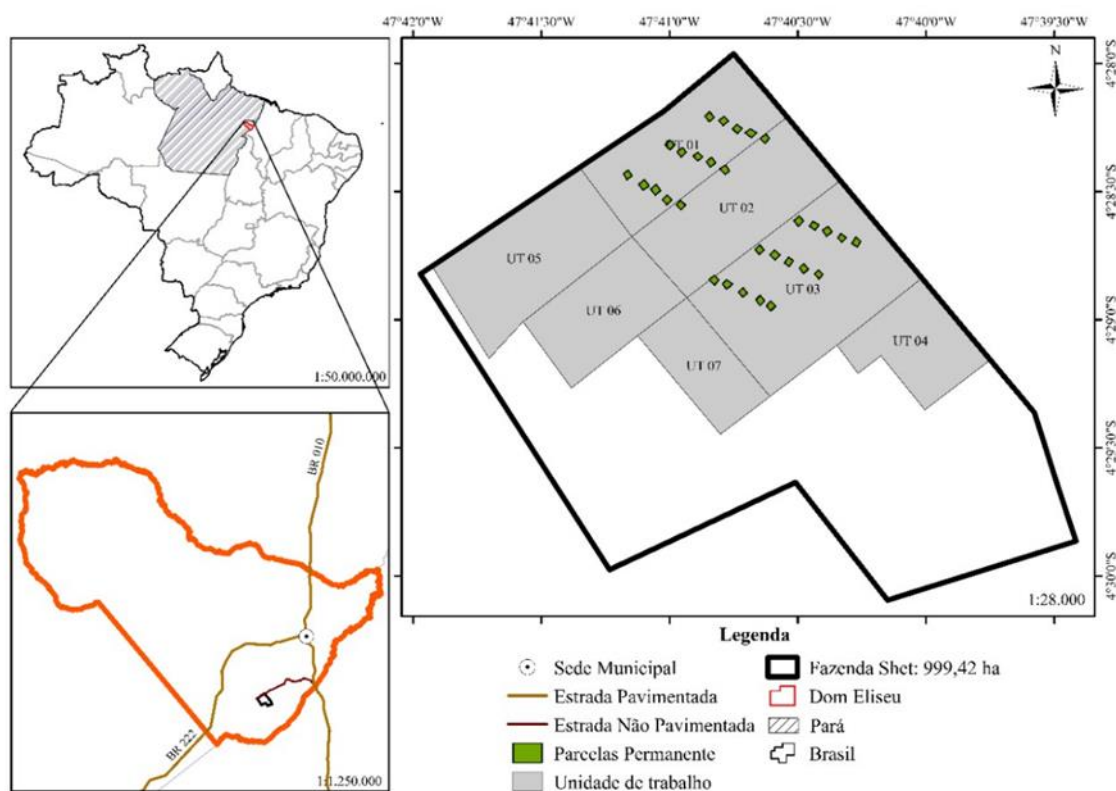 47°42'0"W 47°41'30"W 47°41'0"W 47°40'30"W 47°40'0"W 47°39'30"W
1:50.000.000
BR 010
BR 222
1:1.250.000
N
UT 01
UT 02
UT 03
UT 04
UT 05
UT 06
UT 07
4°28'0"S
4°28'30"S
4°29'0"S
4°29'30"S
4°30'0"S
1:28.000
Legenda
Sede Municipal
Estrada Pavimentada
Estrada Não Pavimentada
Parcelas Permanente
Unidade de trabalho
Fazenda Shet: 999,42 ha
Dom Eliseu
Pará
Brasil